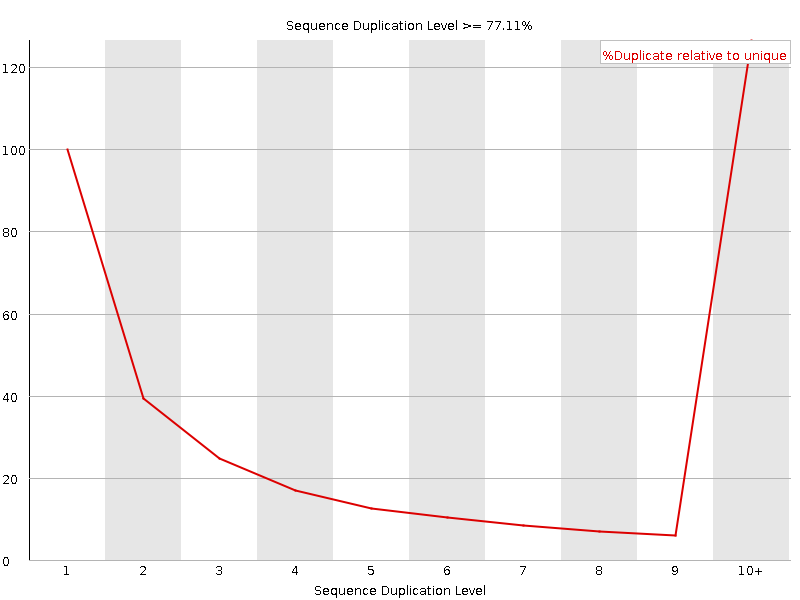 Sequence Duplication Level >= 77.11%
%Duplicate relative to unique
120
100
80
60
40
20
0
1 2 3 4 5 6 7 8 9 10+
Sequence Duplication Level